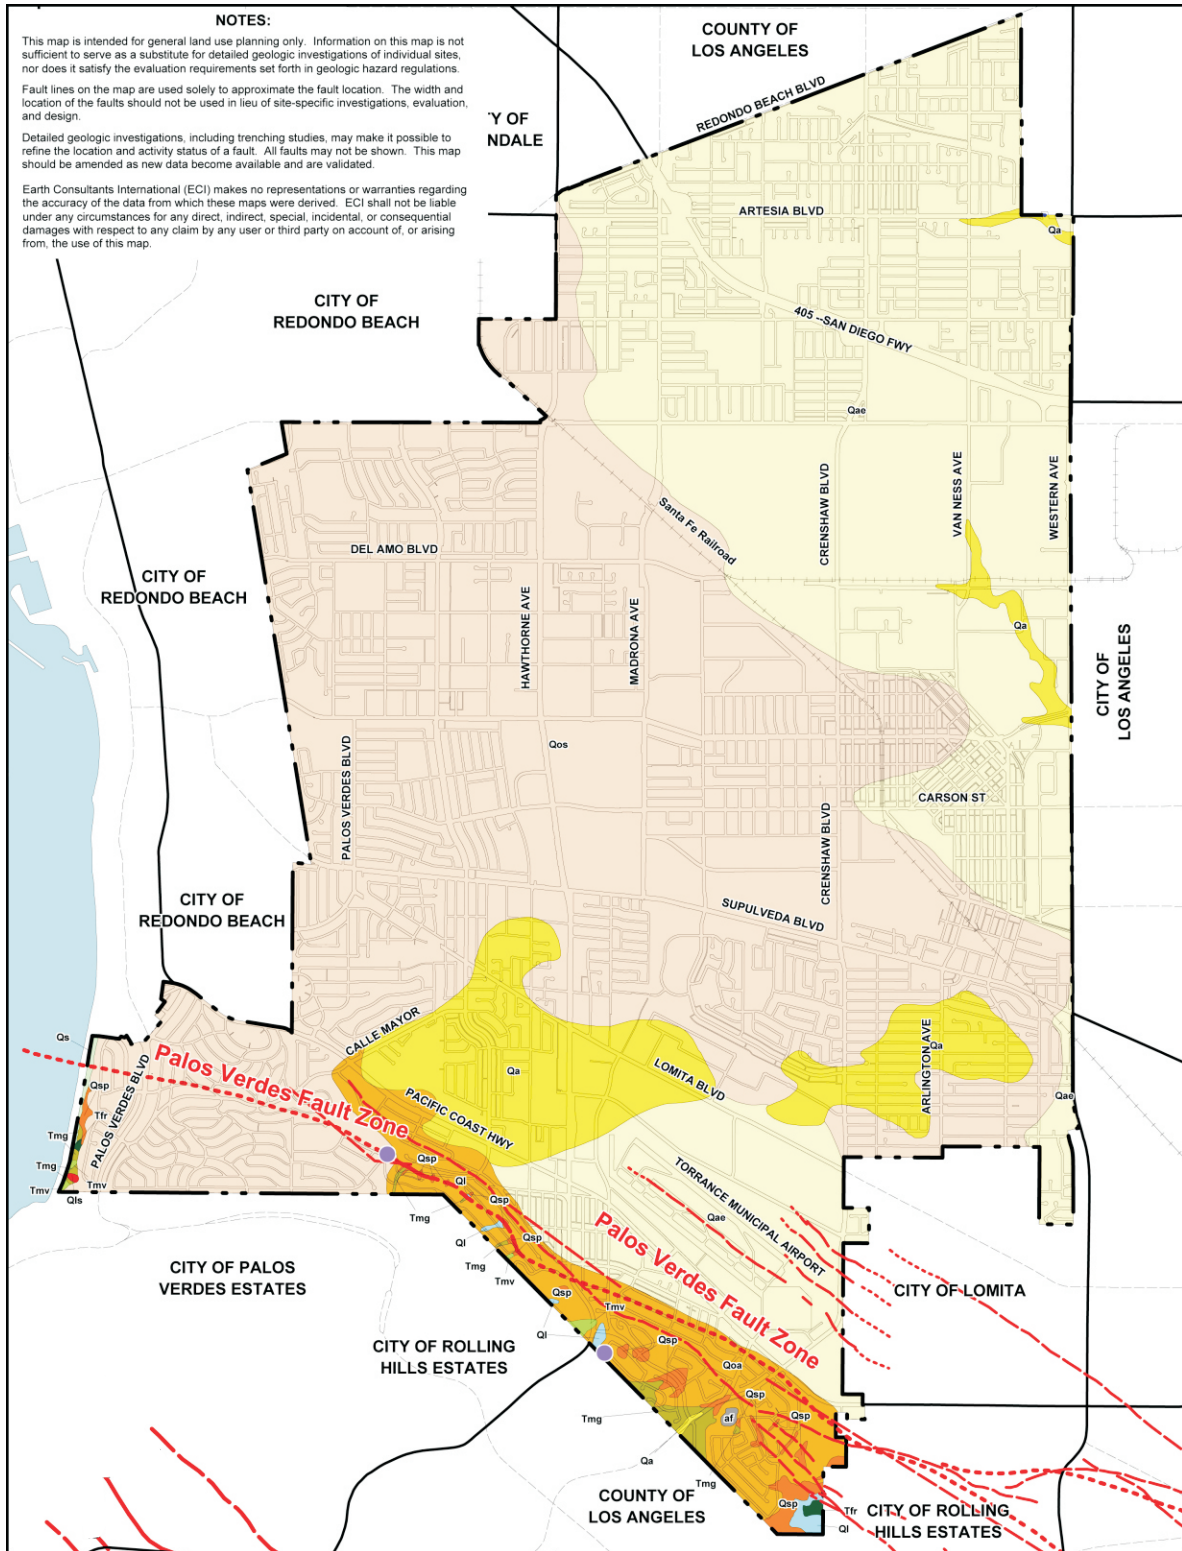 NOTES:
This map is intended for general land use planning only. Information on this map is not
sufficient to serve as a substitute for detailed geologic investigations of individual sites,
nor does it satisfy the evaluation requirements set forth in geologic hazard regulations.
Fault lines on the map are used solely to approximate the fault location. The width and
location of the faults should not be used in lieu of site-specific investigations, evaluation,
and design.
Detailed geologic investigations, including trenching studies, may make it possible to
refine the location and activity status of a fault. All faults may not be shown. This map
should be amended as new data become available and are validated.
Earth Consultants International (ECI) makes no representations or warranties regarding
the accuracy of the data from which these maps were derived. ECI shall not be liable
under any circumstances for any direct, indirect, special, incidental, or consequential
damages with respect to any claim by any user or third party on account of, or arising
from, the use of this map.
COUNTY OF
LOS ANGELES
REDONDO BEACH BLVD
Y OF
NDALE
ARTESIA BLVD
Qa
CITY OF
REDONDO BEACH
405 --SAN DIEGO FWY
Qae
CRENSHAW BLVD
VAN NESS AVE
WESTERN AVE
Santa Fe Railroad
DEL AMO BLVD
CITY OF
REDONDO BEACH
HAWTHORNE AVE
MADRONA AVE
Qa
CITY OF
LOS ANGELES
Qos
PALOS VERDES BLVD
CARSON ST
CRENSHAW BLVD
CITY OF
REDONDO BEACH
SUPULVEDA BLVD
CALLE MAYOR
Qs
Palos Verdes Fault Zone
Qa
LOMITA BLVD
ARLINGTON AVE
Qa
Qae
Qsp
Tfr
PALOS VERDES BLVD
PACIFIC COAST HWY
Tmg
Tmg
Tmv
Tmv
Qls
Qsp
Ql
Qsp
Tmg
Qsp
Ql
Tmg
Tmv
TORRANCE MUNICIPAL AIRPORT
Qae
Palos Verdes Fault Zone
CITY OF PALOS
VERDES ESTATES
CITY OF LOMITA
Qsp
Tmv
Ql
Qsp
CITY OF ROLLING
HILLS ESTATES
Qoa
Qsp
Qsp
Tmg
af
Qa
Tmg
COUNTY OF
LOS ANGELES
Qsp
Tfr
Ql
CITY OF ROLLING
HILLS ESTATES